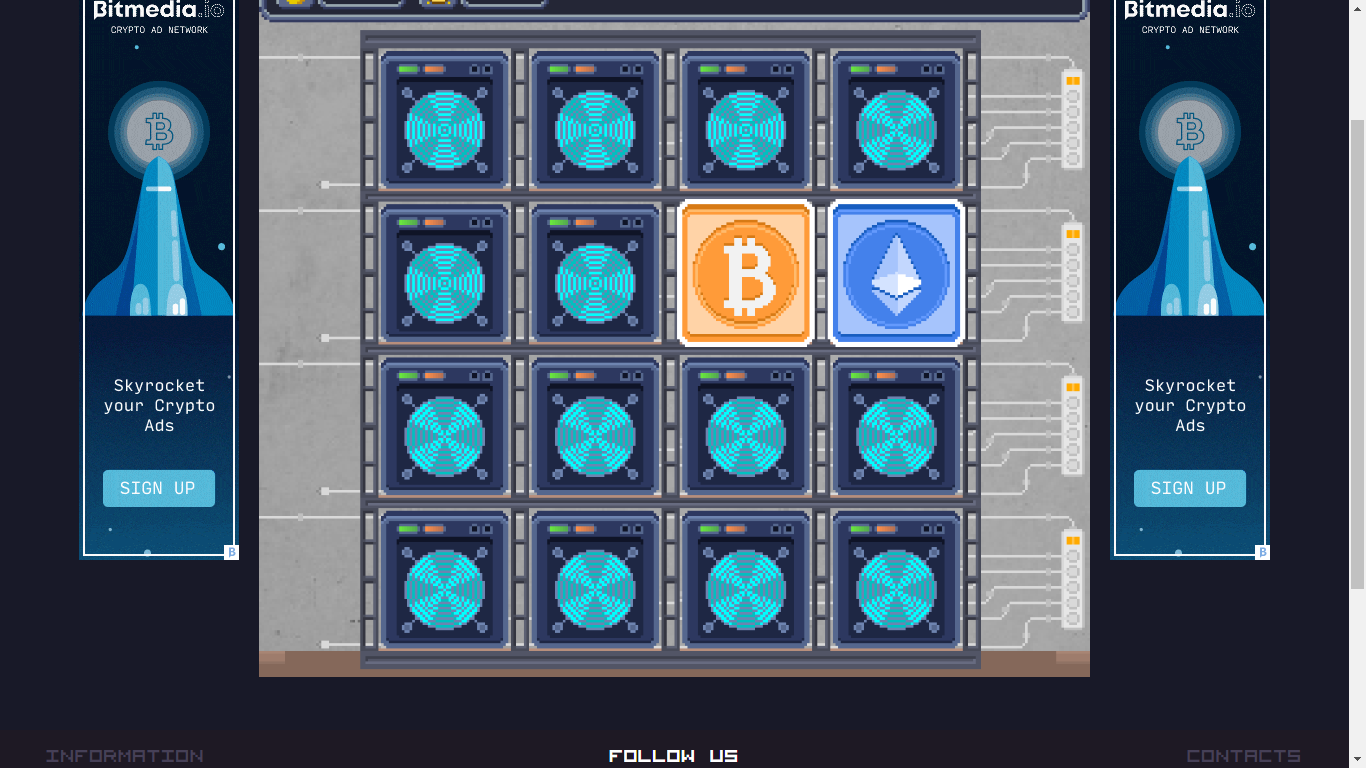 Bitmedia.io
CRYPTO AD NETWORK
Skyrocket
your Crypto
Ads
SIGN UP
B
Bitmedia.io
CRYPTO AD NETWORK
Skyrocket
your Crypto
Ads
SIGN UP
B
INFORMATION
FOLLOW US
CONTACTS